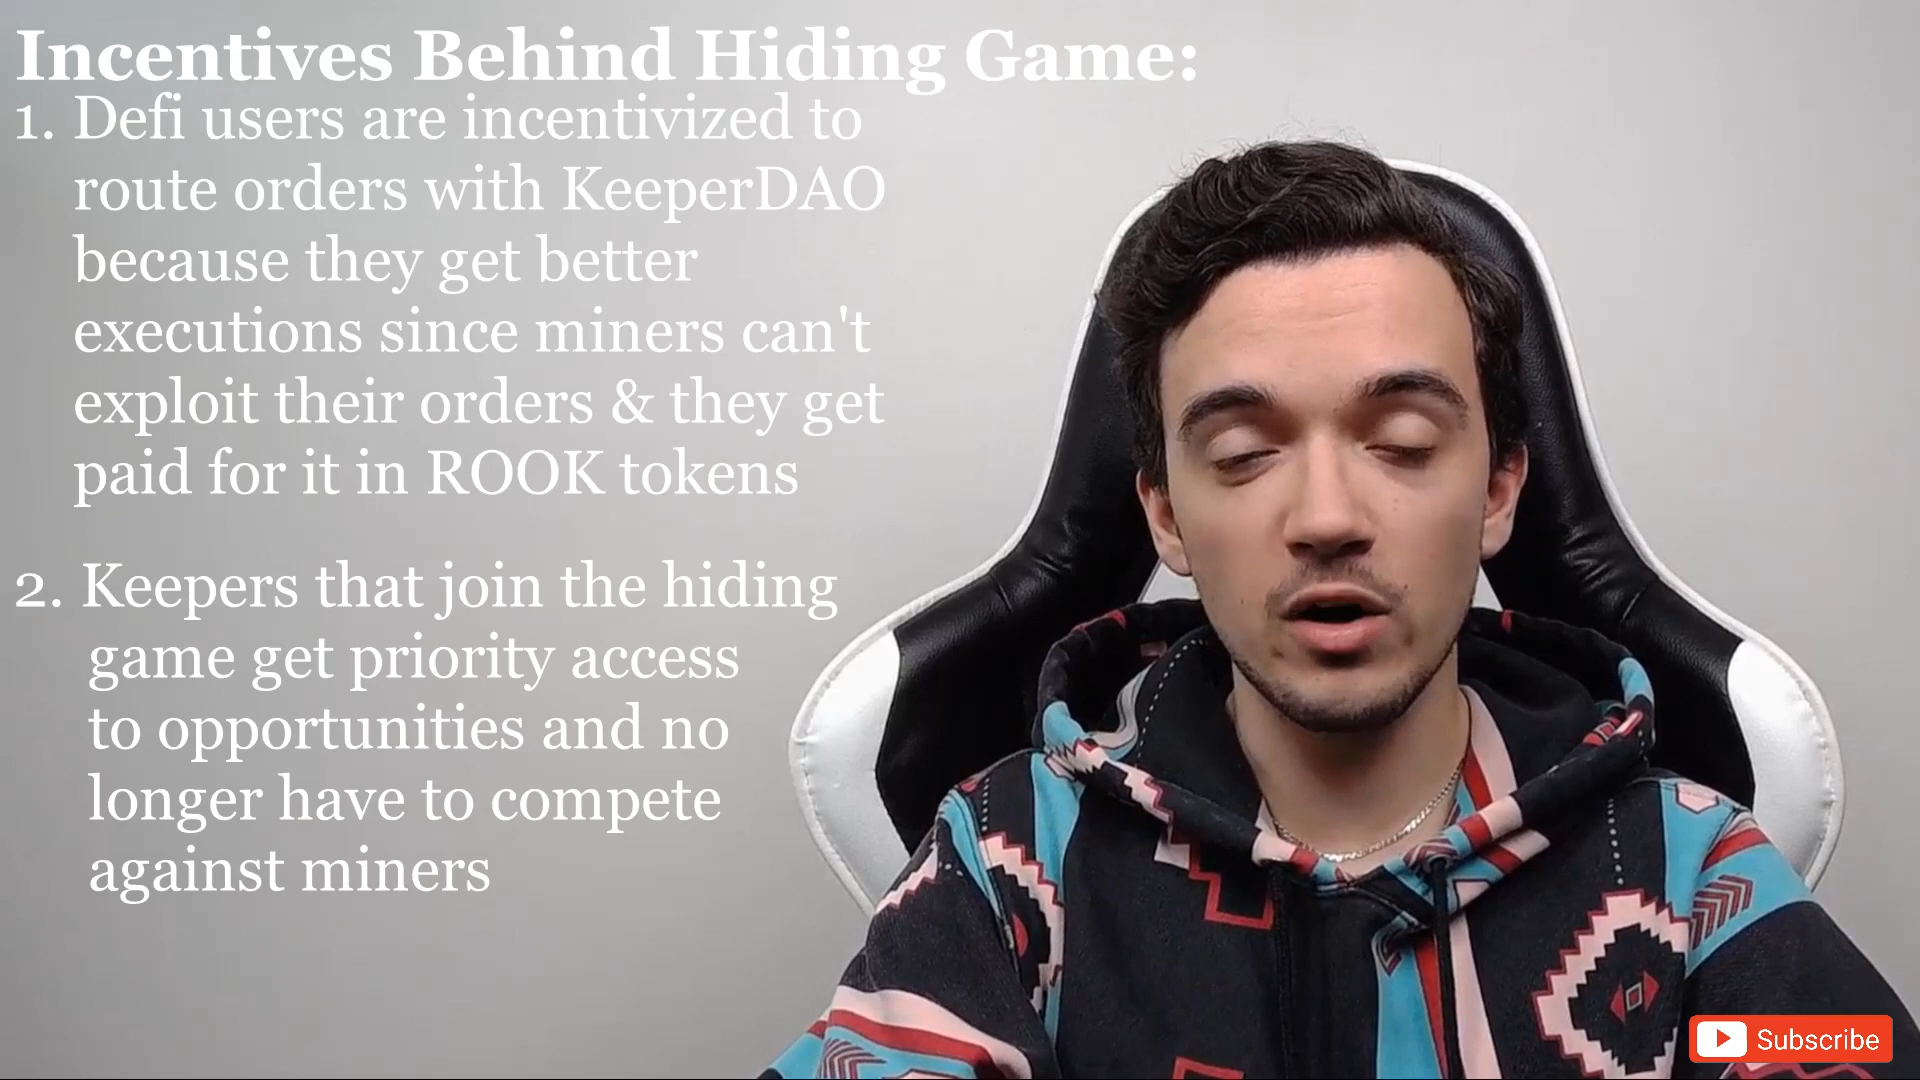 Incentives Behind Hiding Game:
1. Defi users are incentivized to
route orders with KeeperDAO
because they get better
executions since miners can't
exploit their orders & they get
paid for it in ROOK tokens
2. Keepers that join the hiding
game get priority access
to opportunities and no
longer have to compete
against miners
Subscribe